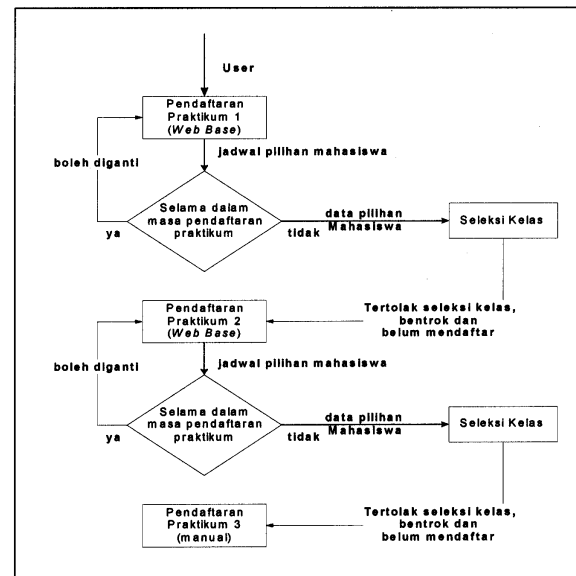 User
Pendaftaran
Praktikum 1
(Web Base)
jadwal pilihan mahasiswa
boleh diganti
Selama dalam
masa pendaftaran
praktikum
ya
tidak
data pilihan
Mahasiswa
Seleksi Kelas
Tertolak seleksi kelas,
bentrok dan
belum mendaftar
Pendaftaran
Praktikum 2
(Web Base)
jadwal pilihan mahasiswa
boleh diganti
Selama dalam
masa pendaftaran
praktikum
ya
tidak
data pilihan
Mahasiswa
Seleksi Kelas
Tertolak seleksi kelas,
bentrok dan
belum mendaftar
Pendaftaran
Praktikum 3
(manual)